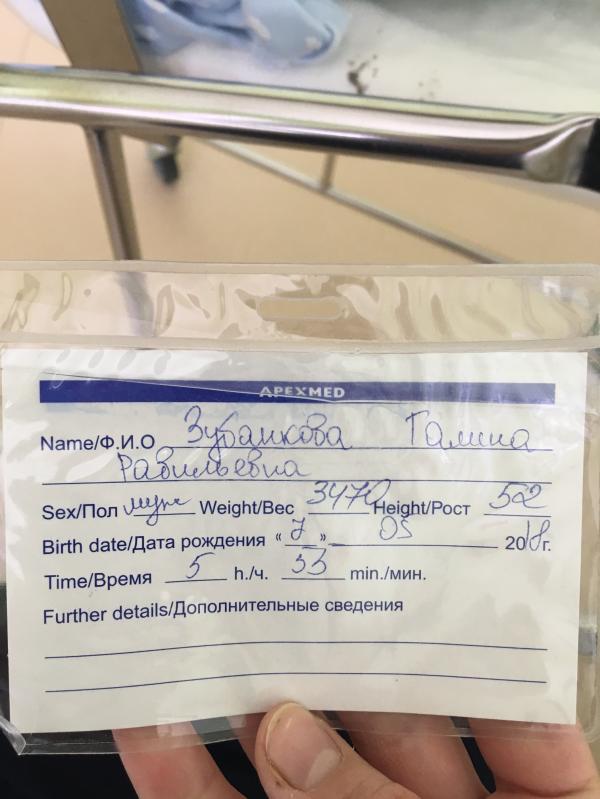 APEXMED
Name/Ф.И.О Зубанкова Галина
Равильевна
Sex/Пол муж Weight/Вес 3470 Height/Рост 52
Birth date/Дата рождения « 7 » 05 2018г.
Time/Время 5 h./ч. 33 min./мин.
Further details/Дополнительные сведения